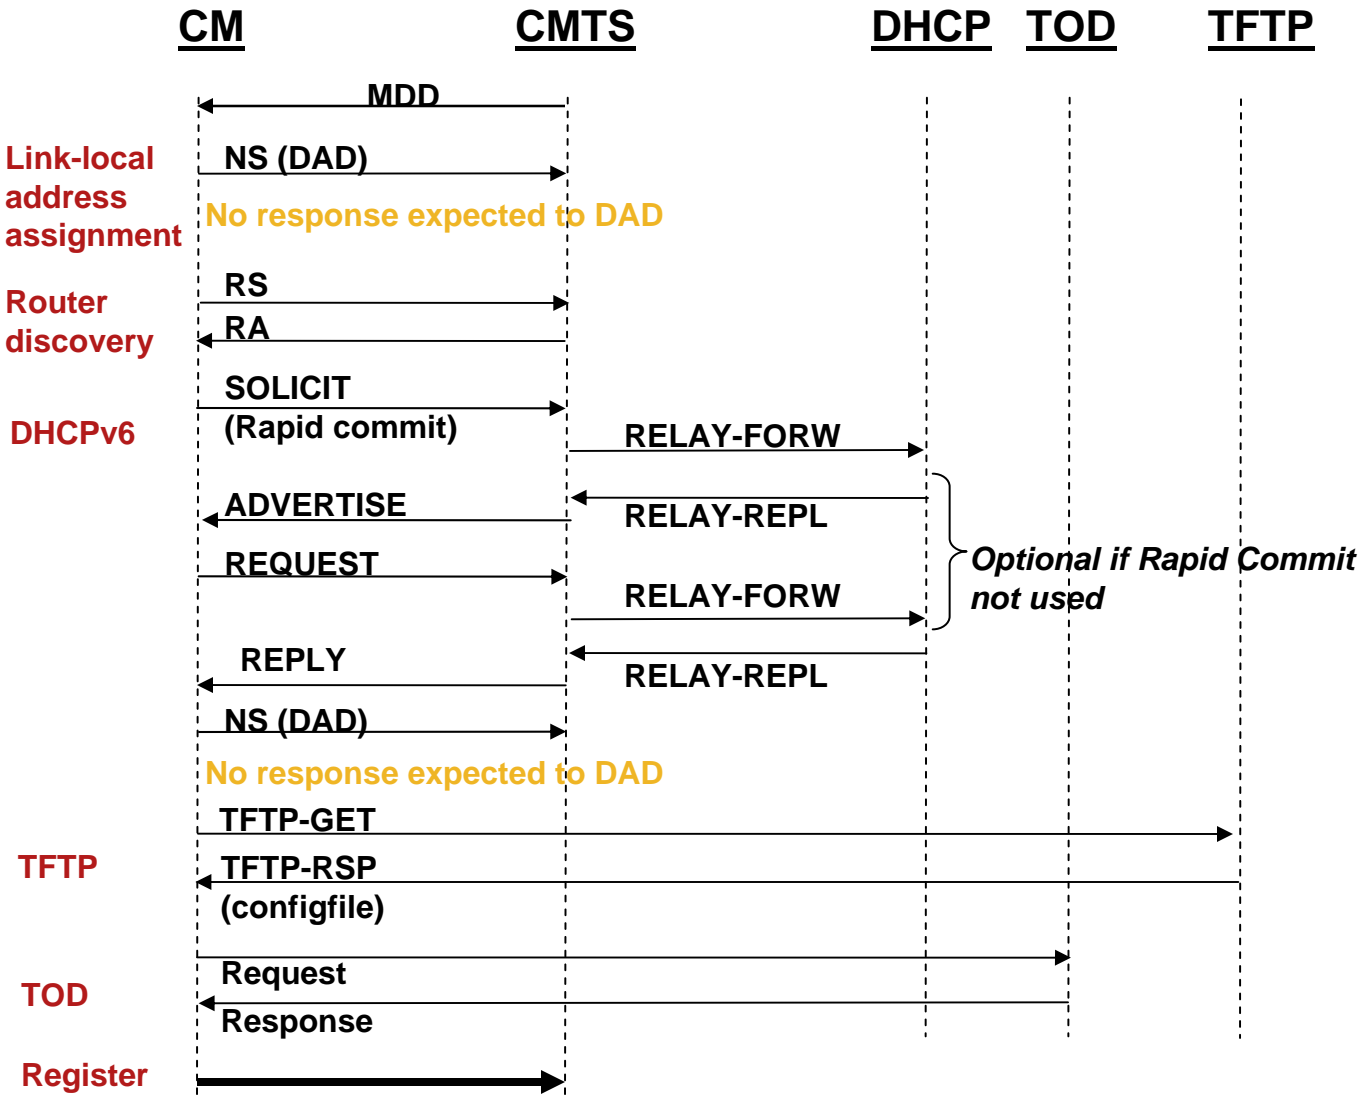 CM CMTS DHCP TOD TFTP
MDD
Link-local
address
assignment
NS (DAD)
No response expected to DAD
Router
discovery
RS
RA
DHCPv6
SOLICIT
(Rapid commit)
RELAY-FORW
ADVERTISE
RELAY-REPL
REQUEST
RELAY-FORW
Optional if Rapid Commit
not used
REPLY
RELAY-REPL
NS (DAD)
No response expected to DAD
TFTP-GET
TFTP
TFTP-RSP
(configfile)
Request
TOD
Response
Register